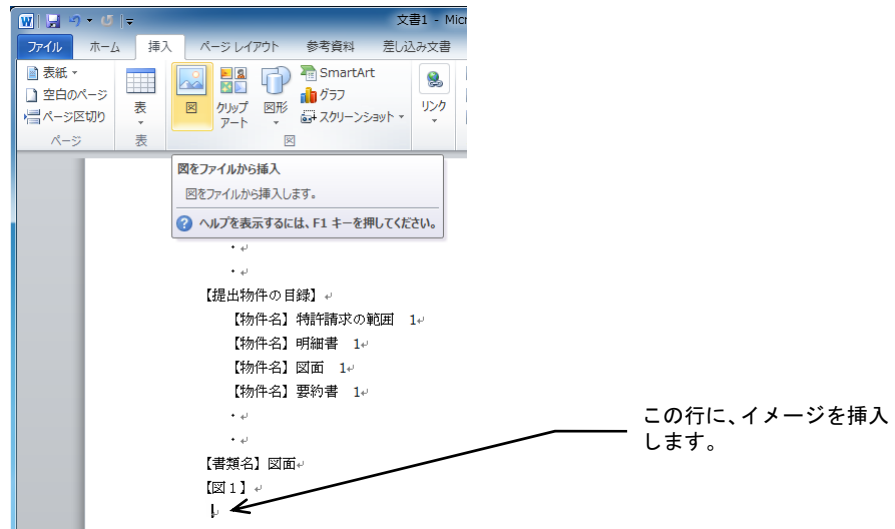 文書1 - Micr
ファイル ホーム 挿入 ページ レイアウト 参考資料 差し込み文書
表紙
空白のページ
ページ区切り
ページ
表
表
図
クリップ
アート
図形
SmartArt
グラフ
スクリーンショット
図
リンク
図をファイルから挿入
図をファイルから挿入します。
ヘルプを表示するには、F1 キーを押してください。
・↵
・↵
【提出物件の目録】↵
【物件名】特許請求の範囲 1↵
【物件名】明細書 1↵
【物件名】図面 1↵
【物件名】要約書 1↵
・↵
・↵
【書類名】図面↵
【図1】↵
↵
この行に、イメージを挿入
します。